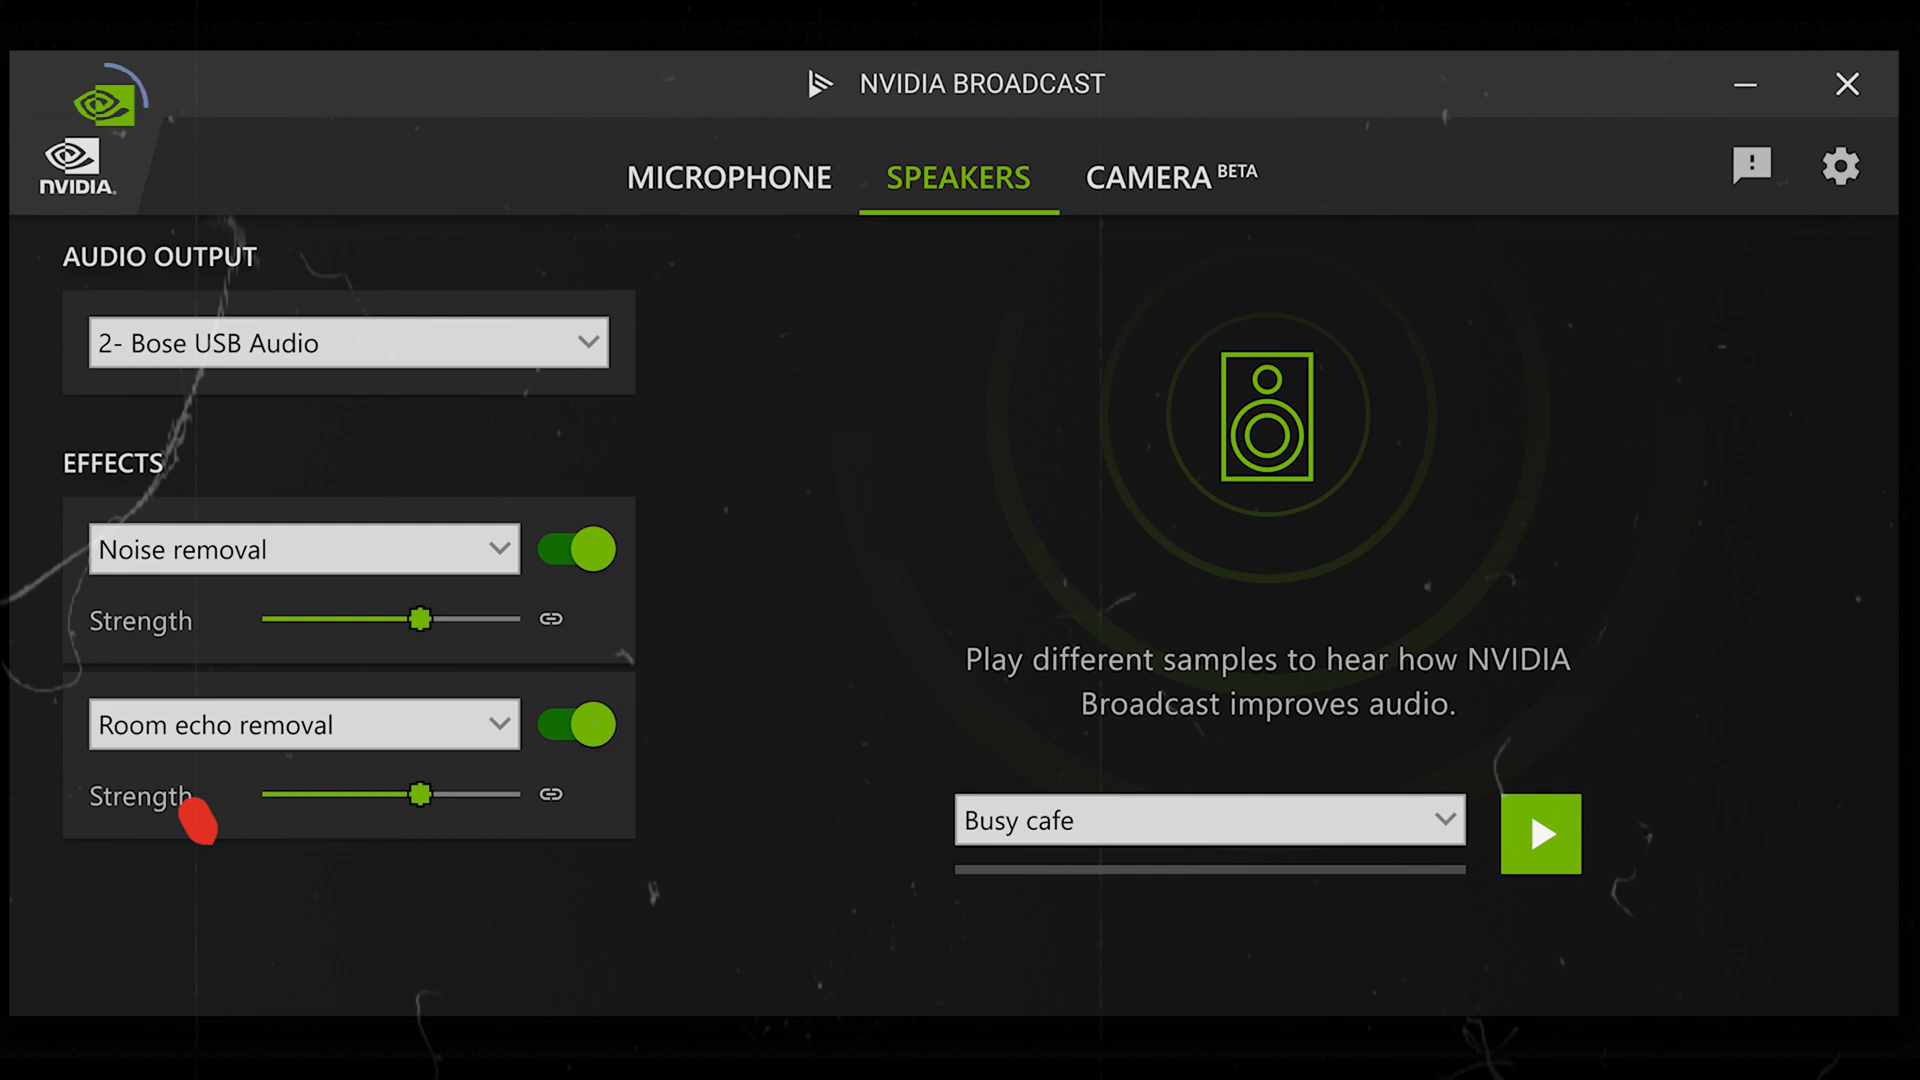 NVIDIA BROADCAST
NVIDIA.
MICROPHONE
SPEAKERS
CAMERA BETA
AUDIO OUTPUT
2- Bose USB Audio
EFFECTS
Noise removal
Strength
Room echo removal
Strength
Play different samples to hear how NVIDIA
Broadcast improves audio.
Busy cafe